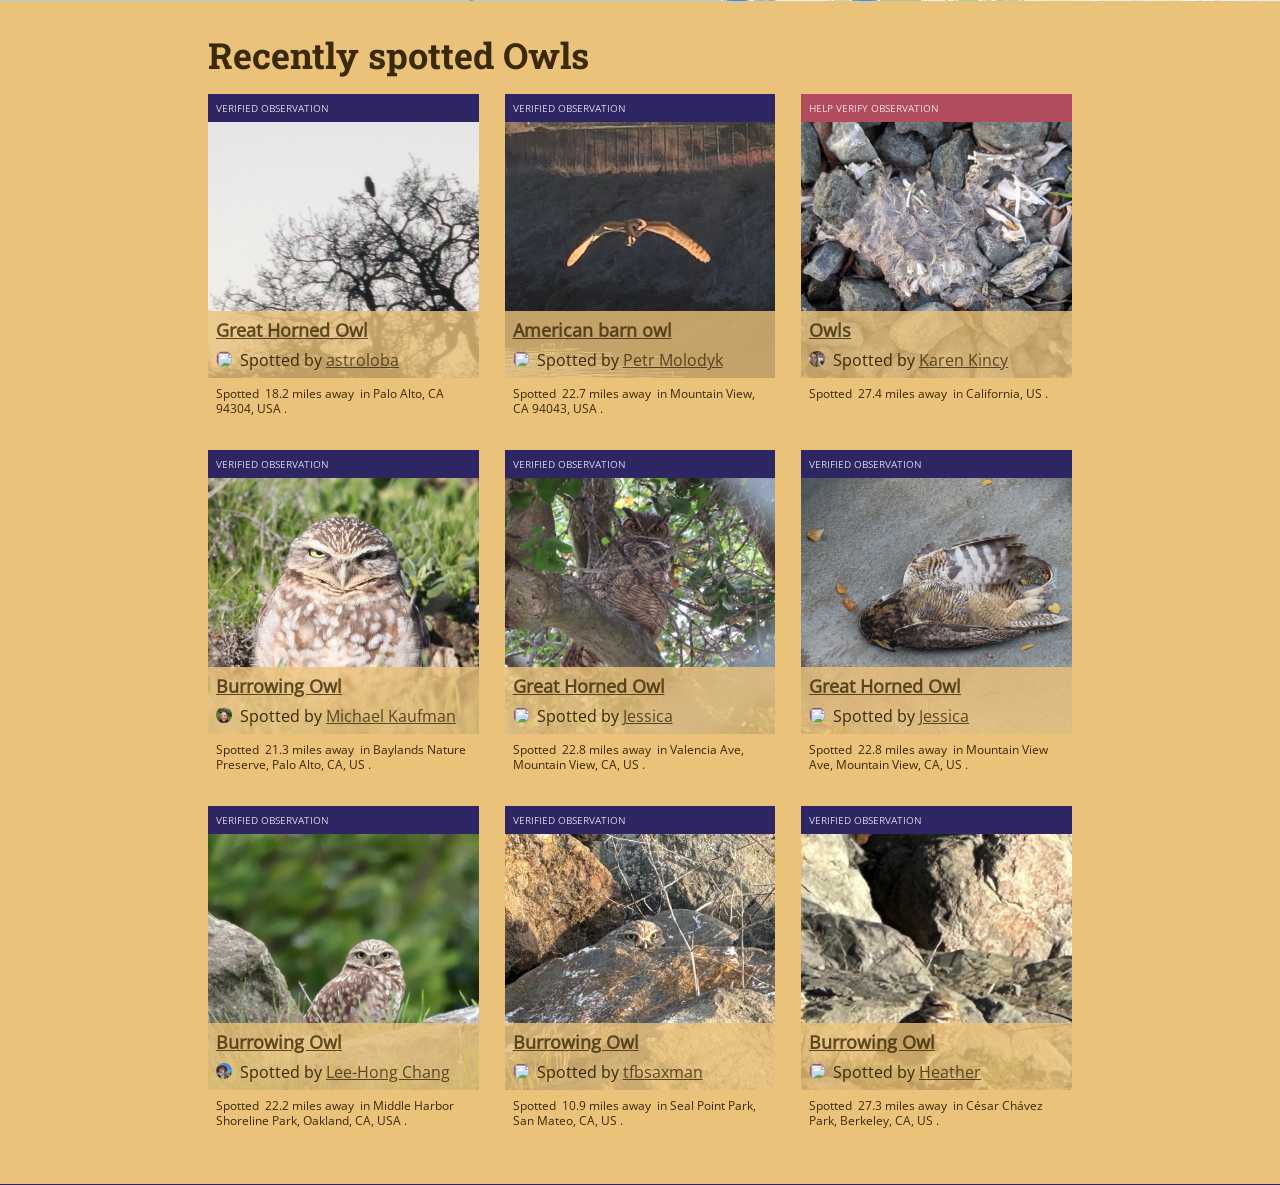 Recently spotted Owls
VERIFIED OBSERVATION
Great Horned Owl
Spotted by astroloba
Spotted 18.2 miles away in Palo Alto, CA
94304, USA .
VERIFIED OBSERVATION
American barn owl
Spotted by Petr Molodyk
Spotted 22.7 miles away in Mountain View,
CA 94043, USA .
HELP VERIFY OBSERVATION
Owls
Spotted by Karen Kincy
Spotted 27.4 miles away in California, US .
VERIFIED OBSERVATION
Burrowing Owl
Spotted by Michael Kaufman
Spotted 21.3 miles away in Baylands Nature
Preserve, Palo Alto, CA, US .
VERIFIED OBSERVATION
Great Horned Owl
Spotted by Jessica
Spotted 22.8 miles away in Valencia Ave,
Mountain View, CA, US .
VERIFIED OBSERVATION
Great Horned Owl
Spotted by Jessica
Spotted 22.8 miles away in Mountain View
Ave, Mountain View, CA, US .
VERIFIED OBSERVATION
Burrowing Owl
Spotted by Lee-Hong Chang
Spotted 22.2 miles away in Middle Harbor
Shoreline Park, Oakland, CA, USA .
VERIFIED OBSERVATION
Burrowing Owl
Spotted by tfbsaxman
Spotted 10.9 miles away in Seal Point Park,
San Mateo, CA, US .
VERIFIED OBSERVATION
Burrowing Owl
Spotted by Heather
Spotted 27.3 miles away in César Chávez
Park, Berkeley, CA, US .